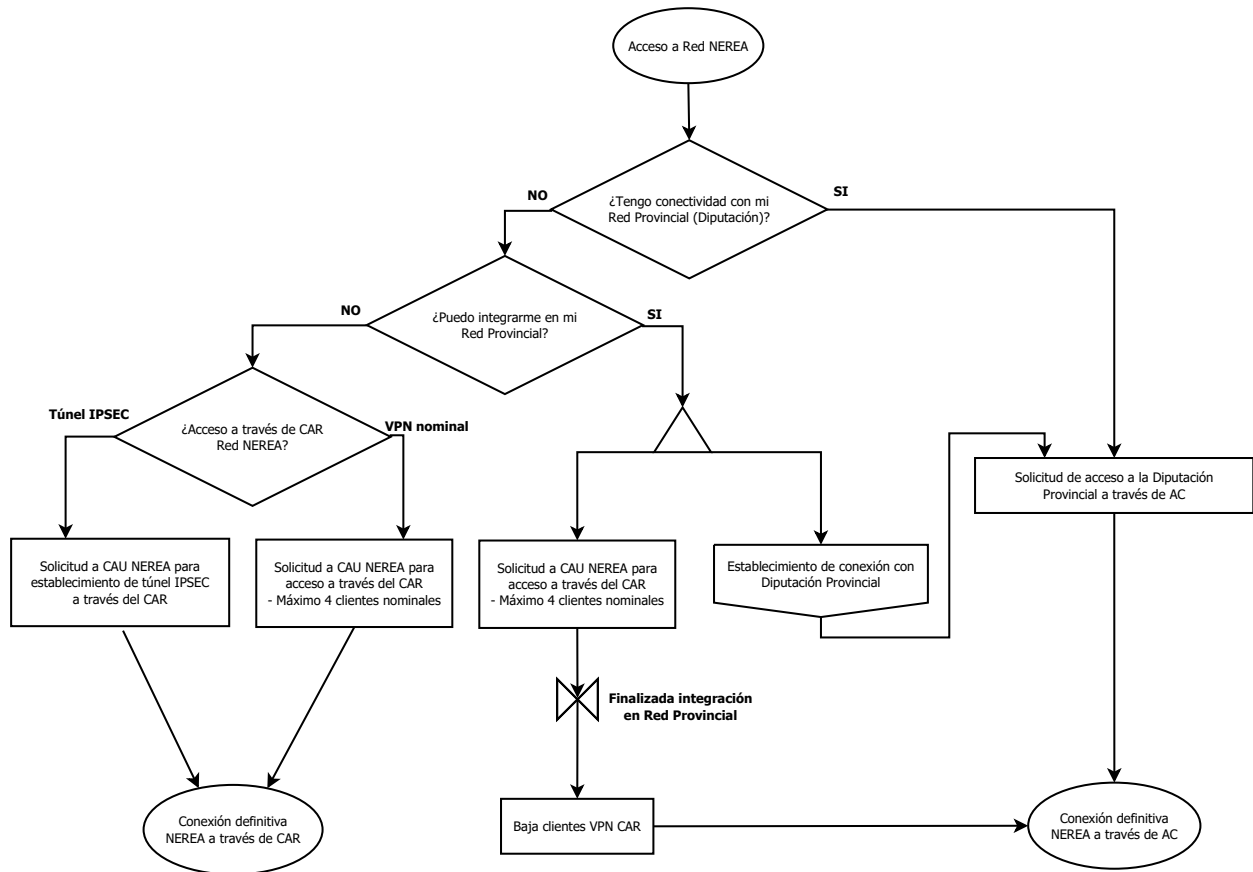 Acceso a Red NEREA
NO
SI
¿Tengo conectividad con mi
Red Provincial (Diputación)?
NO
SI
¿Puedo integrarme en mi
Red Provincial?
Túnel IPSEC
VPN nominal
¿Acceso a través de CAR
Red NEREA?
Solicitud de acceso a la Diputación
Provincial a través de AC
Solicitud a CAU NEREA para
establecimiento de túnel IPSEC
a través del CAR
Solicitud a CAU NEREA para
acceso a través del CAR
- Máximo 4 clientes nominales
Solicitud a CAU NEREA para
acceso a través del CAR
- Máximo 4 clientes nominales
Establecimiento de conexión con
Diputación Provincial
Finalizada integración
en Red Provincial
Conexión definitiva
NEREA a través de CAR
Baja clientes VPN CAR
Conexión definitiva
NEREA a través de AC